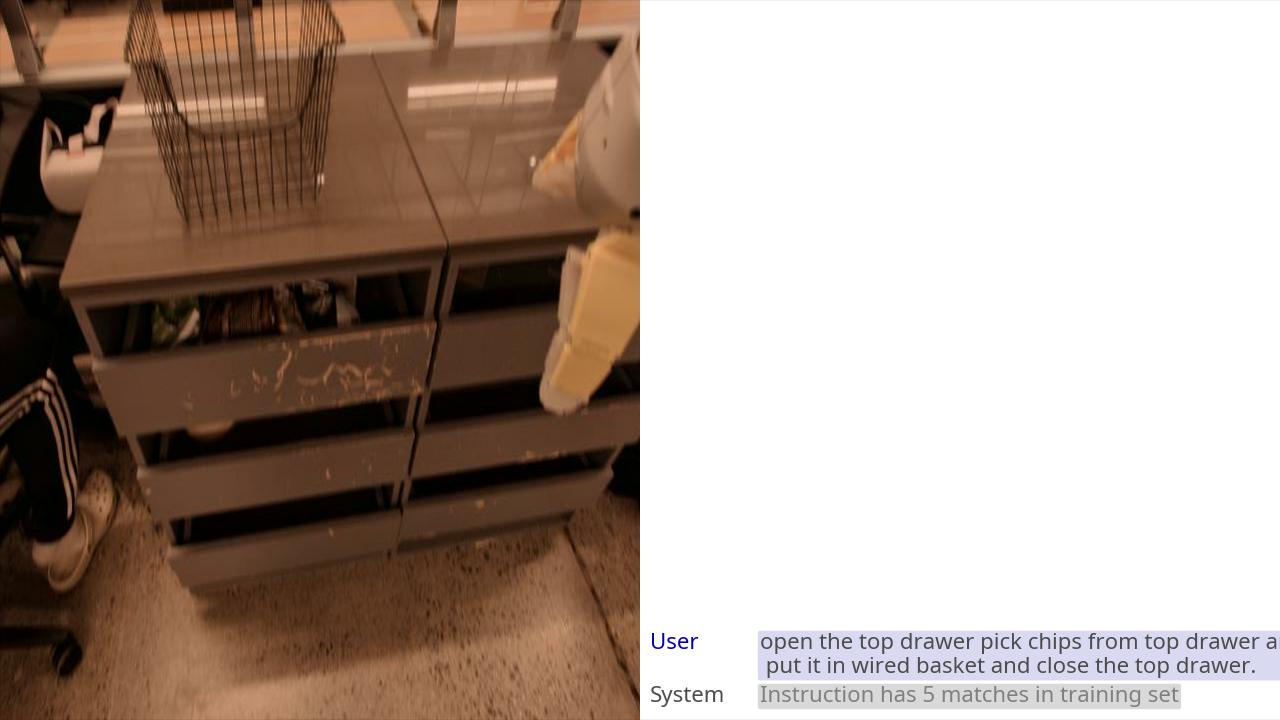 User open the top drawer pick chips from top drawer a
put it in wired basket and close the top drawer.
System Instruction has 5 matches in training set